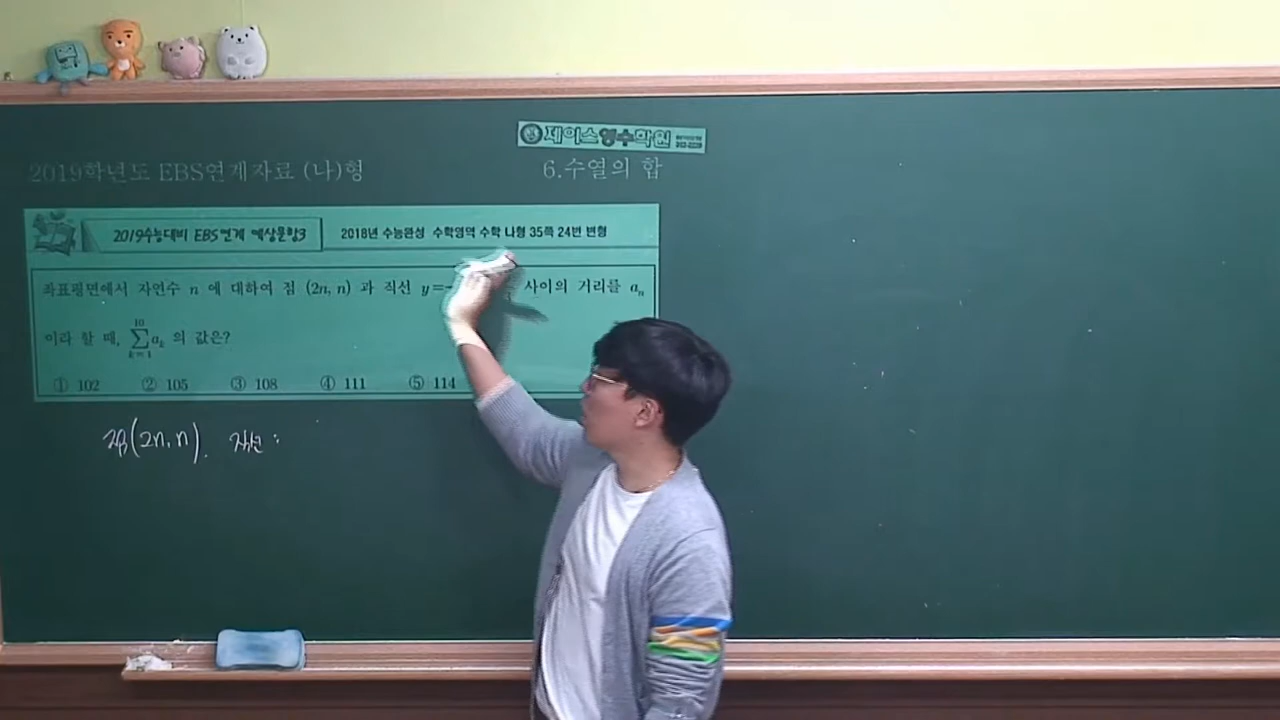 제이스영수학원
2019학년도 EBS연계자료 (나)형 6.수열의 합
2019수능대비 EBS연계 예상문항3 2018년 수능완성 수학영역 수학 나형 35쪽 24번 변형
좌표평면에서 자연수 n 에 대하여 점 (2n, n) 과 직선 y=- 사이의 거리를 aₙ
이라 할 때, ∑_{k=1}^{10} aₖ 의 값은?
① 102 ② 105 ③ 108 ④ 111 ⑤ 114
점(2n, n). 직선 :